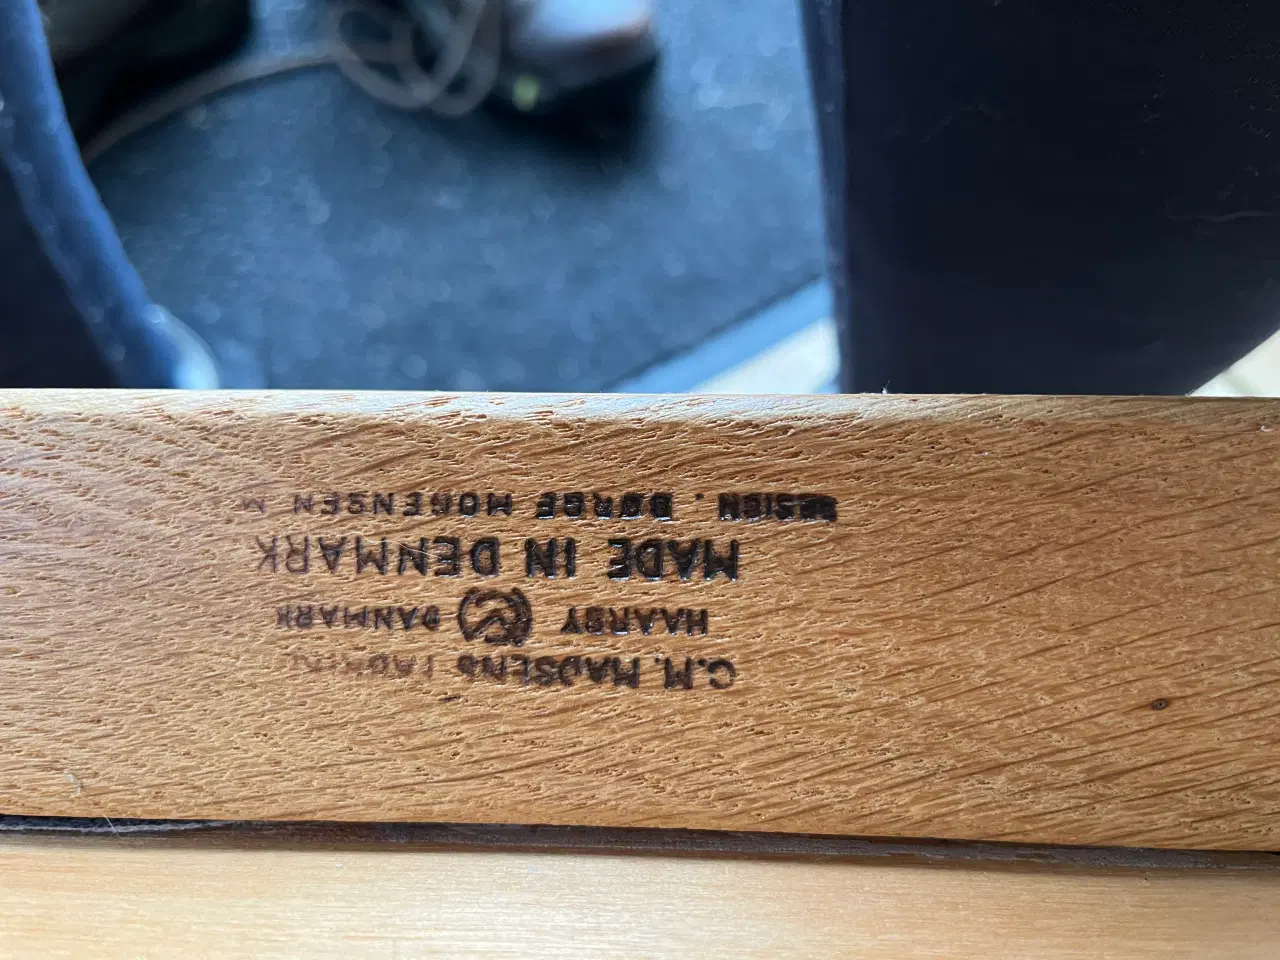 C.M. MADSENS
HAARBY DANMARK
MADE IN DENMARK
DESIGN . BØRGE MOGENSEN M